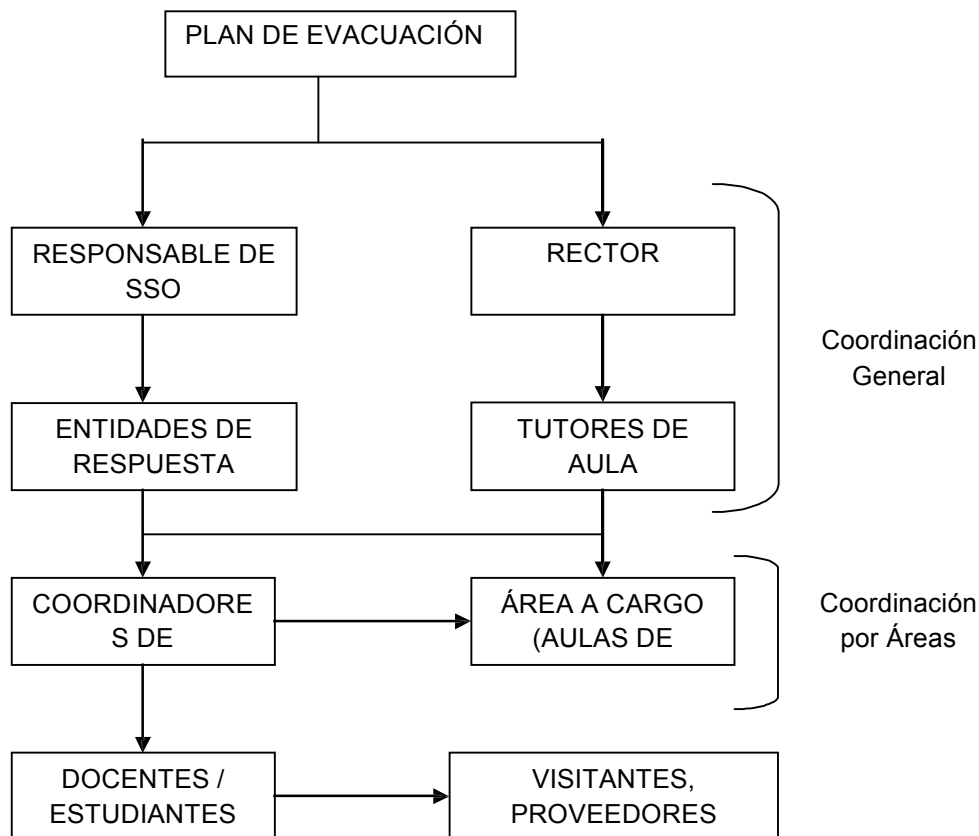 PLAN DE EVACUACIÓN
RESPONSABLE DE
SSO
RECTOR
Coordinación
General
ENTIDADES DE
RESPUESTA
TUTORES DE
AULA
COORDINADORE
S DE
ÁREA A CARGO
(AULAS DE
Coordinación
por Áreas
DOCENTES /
ESTUDIANTES
VISITANTES,
PROVEEDORES